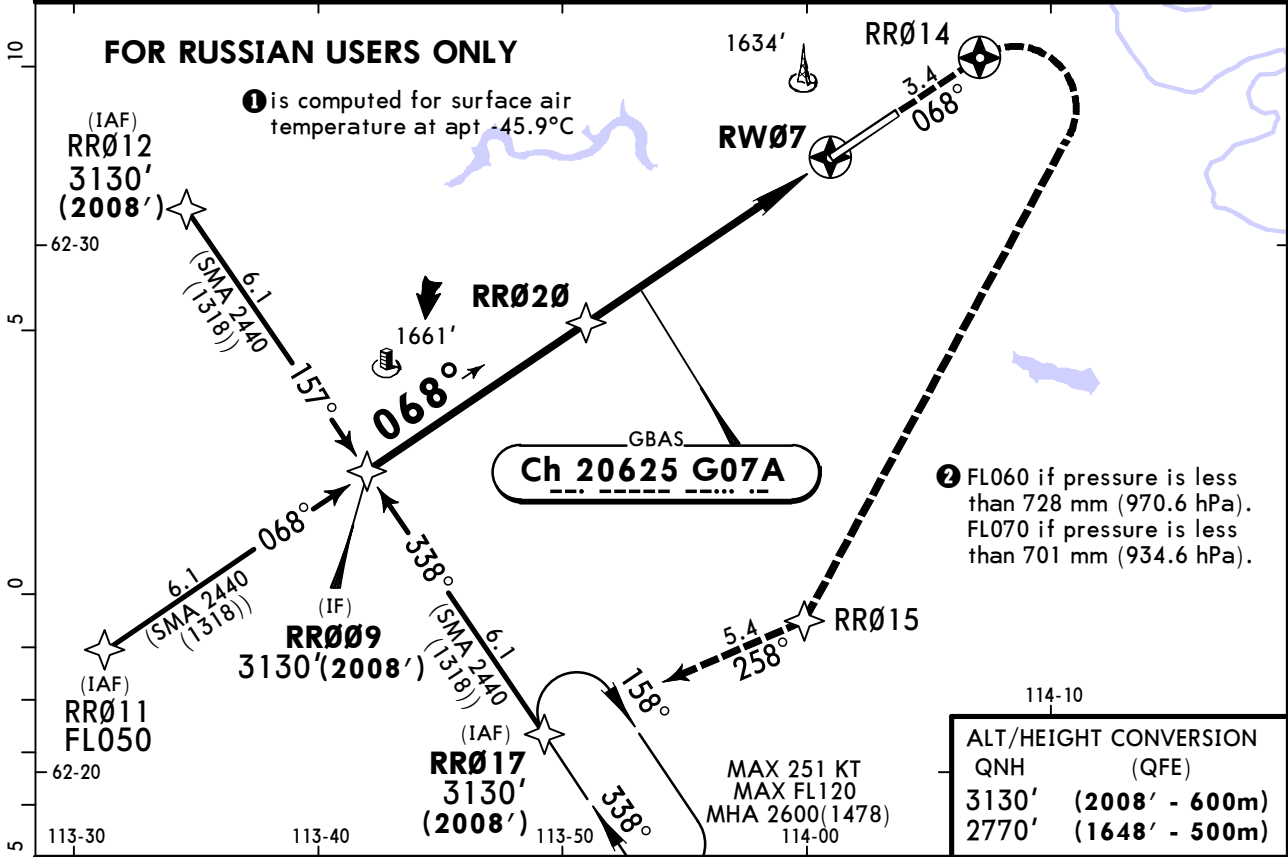 10
FOR RUSSIAN USERS ONLY
1634'
RRØ14
3.4
068°
❶ is computed for surface air
temperature at apt -45.9°C
(IAF)
RRØ12
3130'
(2008')
RWØ7
62-30
6.1
(SMA 2440
(1318))
157°
RRØ2Ø
1661'
5
068°
GBAS
Ch 20625 G07A
❷ FL060 if pressure is less
than 728 mm (970.6 hPa).
FL070 if pressure is less
than 701 mm (934.6 hPa).
068°
6.1
(SMA 2440
(1318))
338°
6.1
(SMA 2440
(1318))
0
(IF)
RRØØ9
3130'(2008')
RRØ15
5.4
258°
(IAF)
RRØ11
FL050
158°
114-10
(IAF)
RRØ17
3130'
(2008')
338°
62-20
MAX 251 KT
MAX FL120
MHA 2600(1478)
ALT/HEIGHT CONVERSION
QNH (QFE)
3130' (2008' - 600m)
2770' (1648' - 500m)
5
113-30
113-40
113-50
114-00